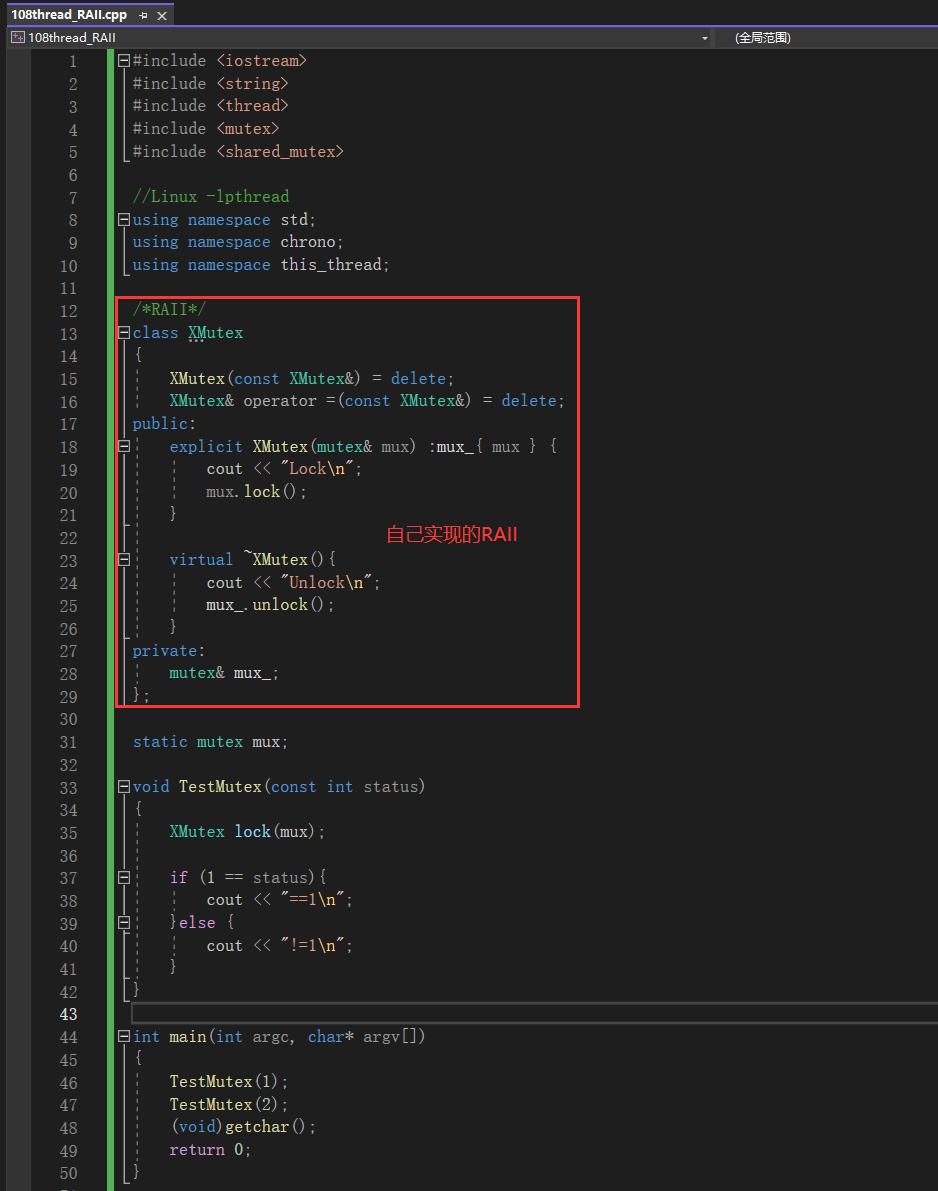 108thread_RAII.cpp
108thread_RAII (全局范围)
1 #include <iostream>
2 #include <string>
3 #include <thread>
4 #include <mutex>
5 #include <shared_mutex>
6
7 //Linux -lpthread
8 using namespace std;
9 using namespace chrono;
10 using namespace this_thread;
11
12 /*RAII*/
13 class XMutex
14 {
15 XMutex(const XMutex&) = delete;
16 XMutex& operator =(const XMutex&) = delete;
17 public:
18 explicit XMutex(mutex& mux) :mux_{ mux } {
19 cout << "Lock\n";
20 mux.lock();
21 }
22
自己实现的RAII
23 virtual ~XMutex(){
24 cout << "Unlock\n";
25 mux_.unlock();
26 }
27 private:
28 mutex& mux_;
29 };
30
31 static mutex mux;
32
33 void TestMutex(const int status)
34 {
35 XMutex lock(mux);
36
37 if (1 == status){
38 cout << "==1\n";
39 }else {
40 cout << "!=1\n";
41 }
42 }
43
44 int main(int argc, char* argv[])
45 {
46 TestMutex(1);
47 TestMutex(2);
48 (void)getchar();
49 return 0;
50 }